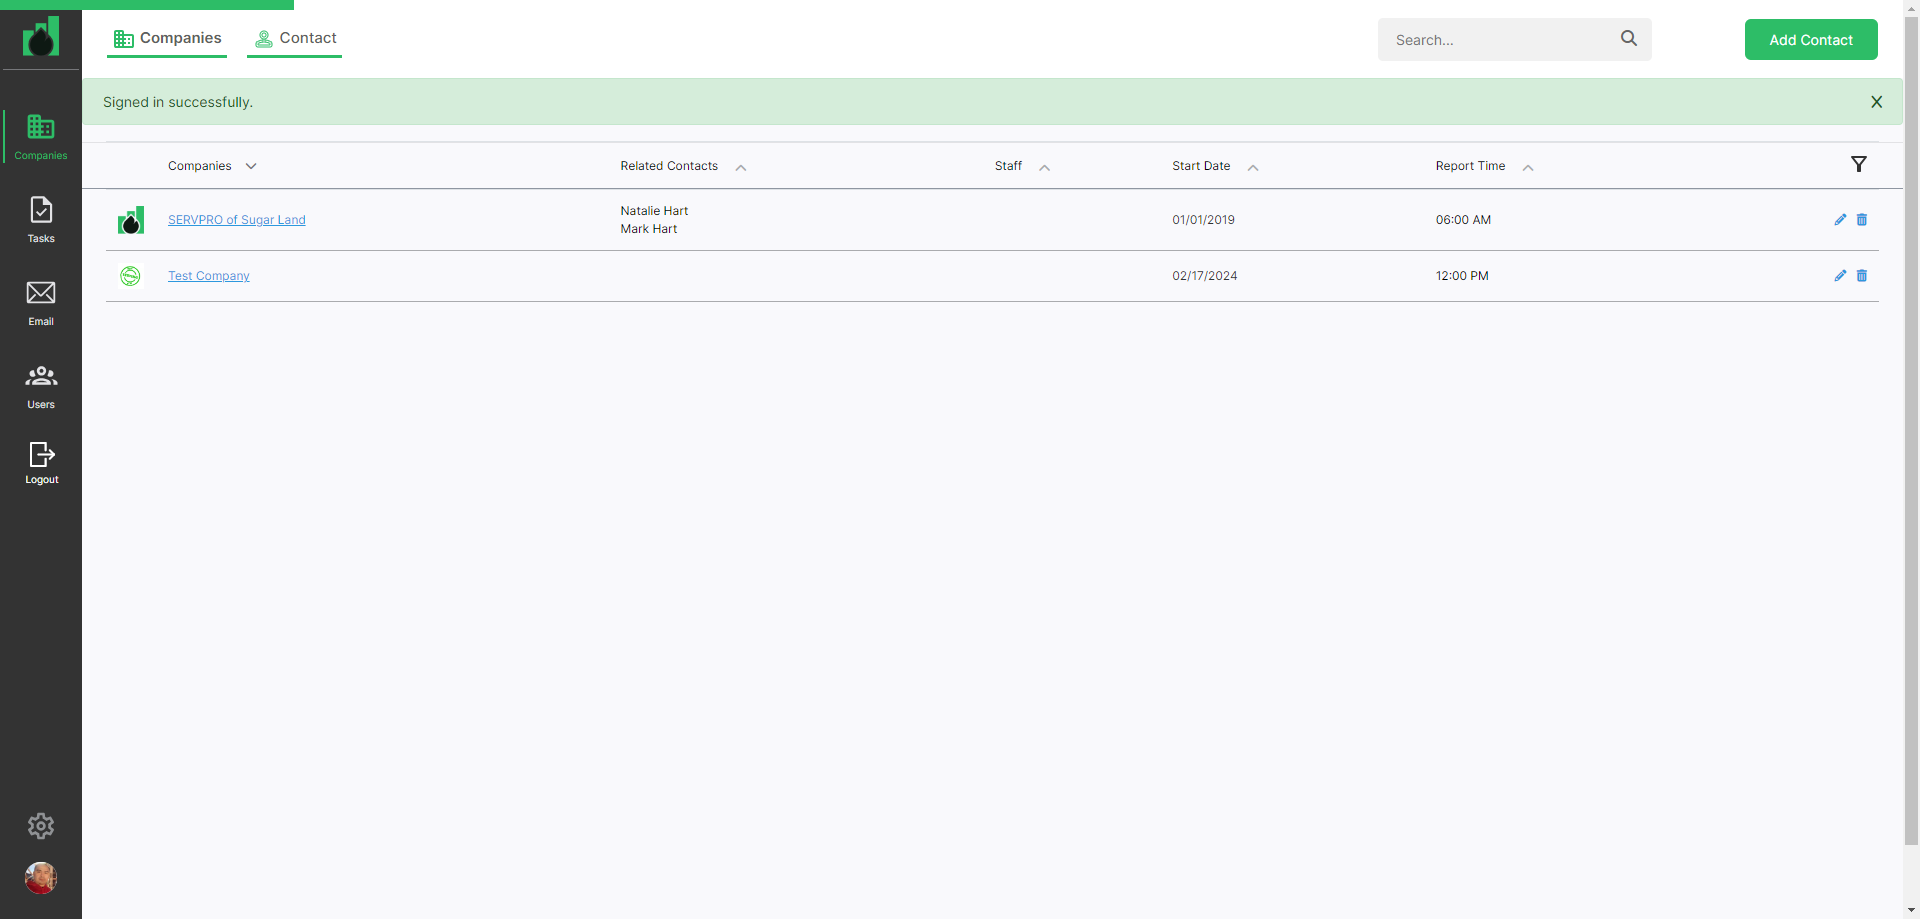 Companies
Contact
Search...
Add Contact
Signed in successfully.
X
Companies
Tasks
Email
Users
Logout
Companies
Related Contacts
Staff
Start Date
Report Time
SERVPRO of Sugar Land
Natalie Hart
Mark Hart
01/01/2019
06:00 AM
Test Company
02/17/2024
12:00 PM